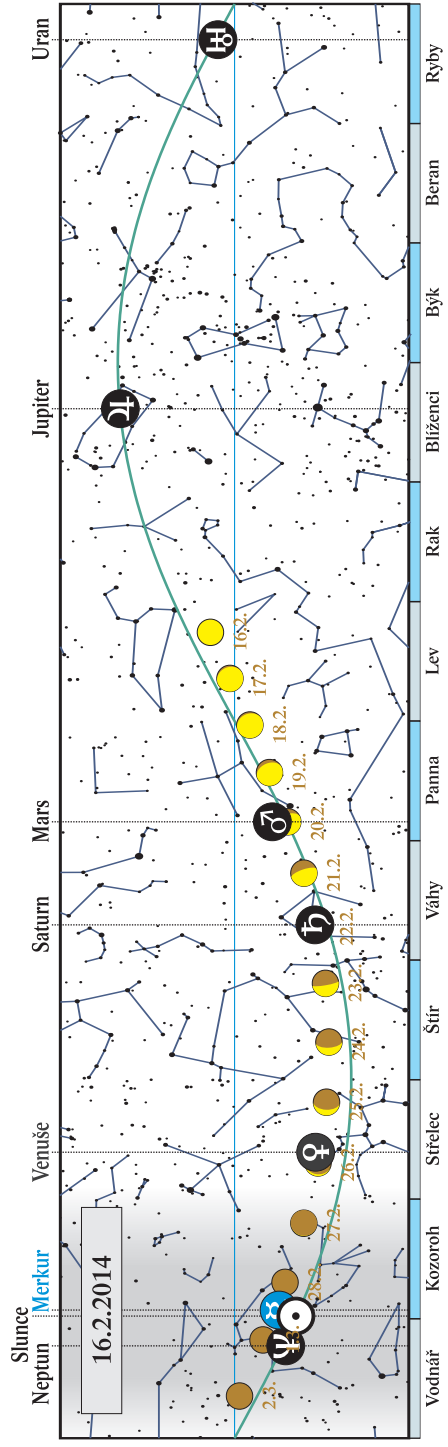 Slunce
Neptun Merkur Venuše Saturn Mars Jupiter Uran
16.2.2014
2.3. 1.3. 28.2. 27.2. 26.2. 25.2. 24.2. 23.2. 22.2. 21.2. 20.2. 19.2. 18.2. 17.2. 16.2.
Vodnář Kozoroh Střelec Štír Váhy Panna Lev Rak Blíženci Býk Beran Ryby